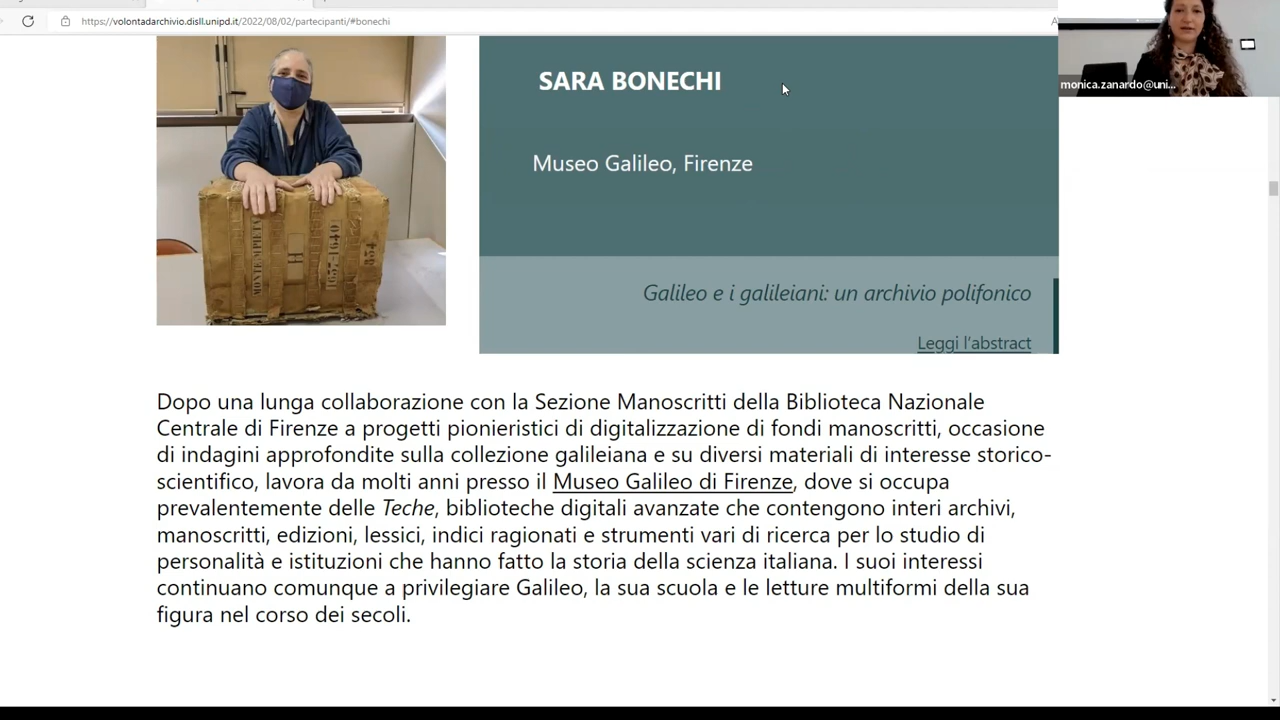 https://volontadarchivio.disll.unipd.it/2022/08/02/partecipanti/#bonechi
monica.zanardo@uni...
SARA BONECHI
Museo Galileo, Firenze
Galileo e i galileiani: un archivio polifonico
Leggi l'abstract
MONTE DI PIETÀ
H
1637-1640
Dopo una lunga collaborazione con la Sezione Manoscritti della Biblioteca Nazionale
Centrale di Firenze a progetti pionieristici di digitalizzazione di fondi manoscritti, occasione
di indagini approfondite sulla collezione galileiana e su diversi materiali di interesse storico-
scientifico, lavora da molti anni presso il Museo Galileo di Firenze, dove si occupa
prevalentemente delle Teche, biblioteche digitali avanzate che contengono interi archivi,
manoscritti, edizioni, lessici, indici ragionati e strumenti vari di ricerca per lo studio di
personalità e istituzioni che hanno fatto la storia della scienza italiana. I suoi interessi
continuano comunque a privilegiare Galileo, la sua scuola e le letture multiformi della sua
figura nel corso dei secoli.